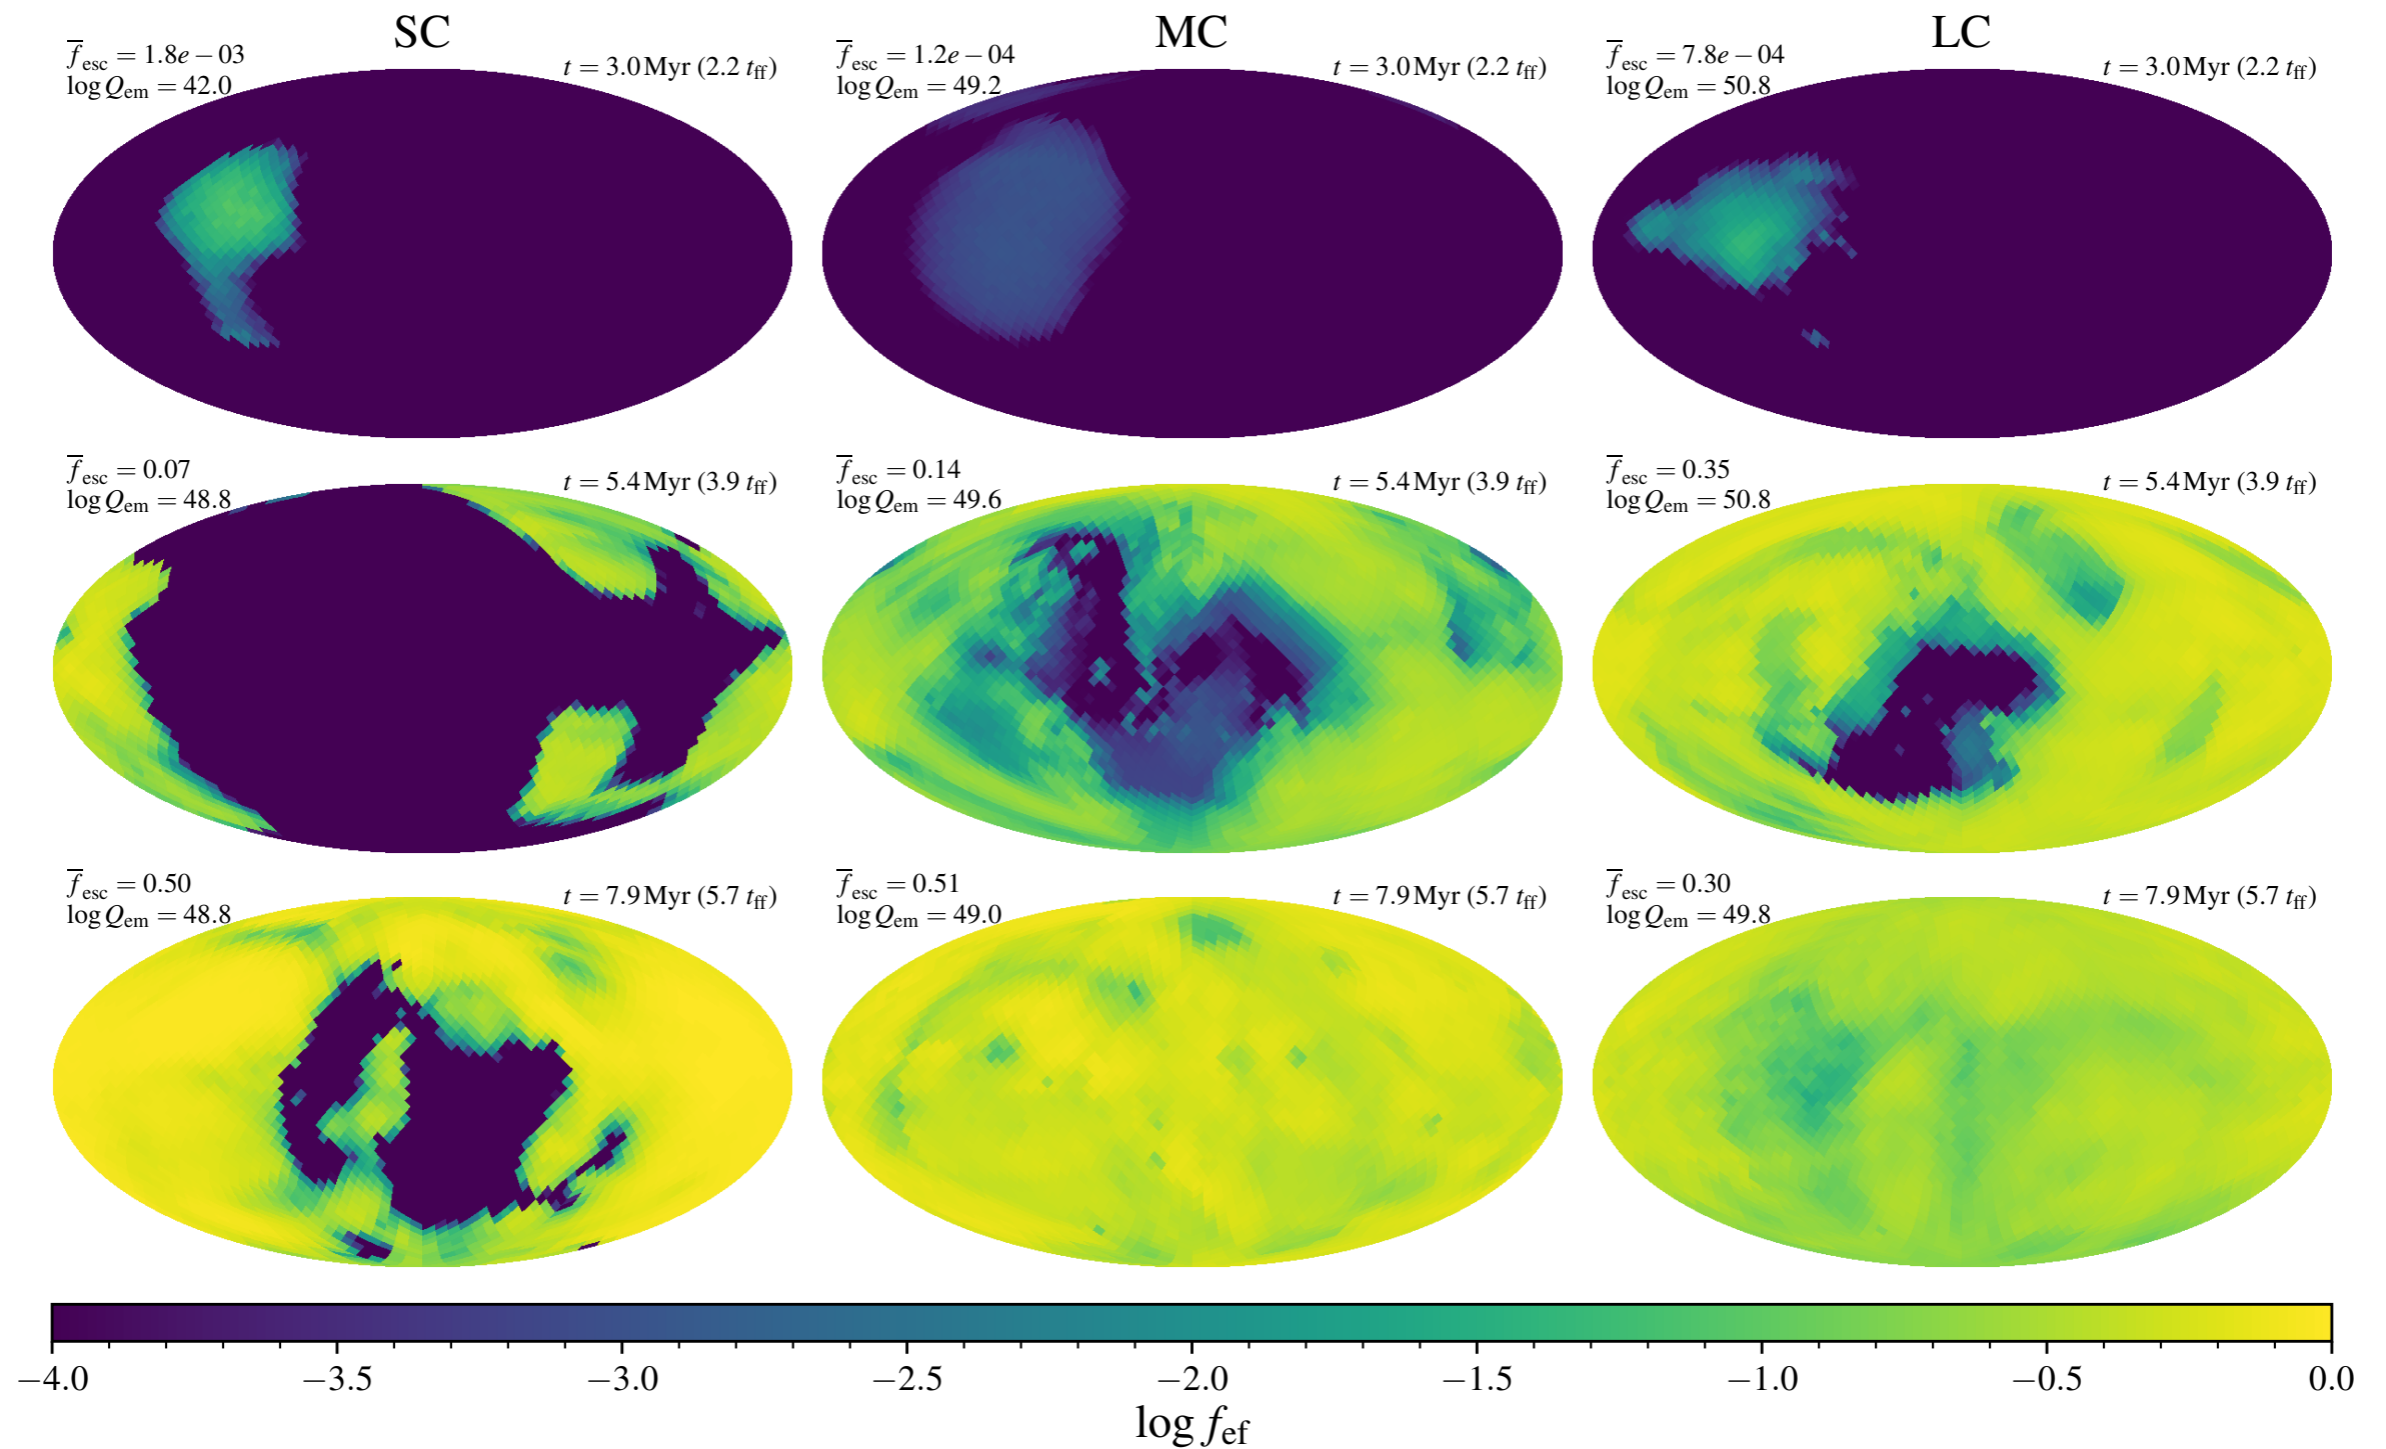 SC MC LC
f̅esc = 1.8e−03 t = 3.0 Myr (2.2 tff) f̅esc = 1.2e−04 t = 3.0 Myr (2.2 tff) f̅esc = 7.8e−04 t = 3.0 Myr (2.2 tff)
log Qem = 42.0 log Qem = 49.2 log Qem = 50.8
f̅esc = 0.07 t = 5.4 Myr (3.9 tff) f̅esc = 0.14 t = 5.4 Myr (3.9 tff) f̅esc = 0.35 t = 5.4 Myr (3.9 tff)
log Qem = 48.8 log Qem = 49.6 log Qem = 50.8
f̅esc = 0.50 t = 7.9 Myr (5.7 tff) f̅esc = 0.51 t = 7.9 Myr (5.7 tff) f̅esc = 0.30 t = 7.9 Myr (5.7 tff)
log Qem = 48.8 log Qem = 49.0 log Qem = 49.8
−4.0 −3.5 −3.0 −2.5 −2.0 −1.5 −1.0 −0.5 0.0
log fef